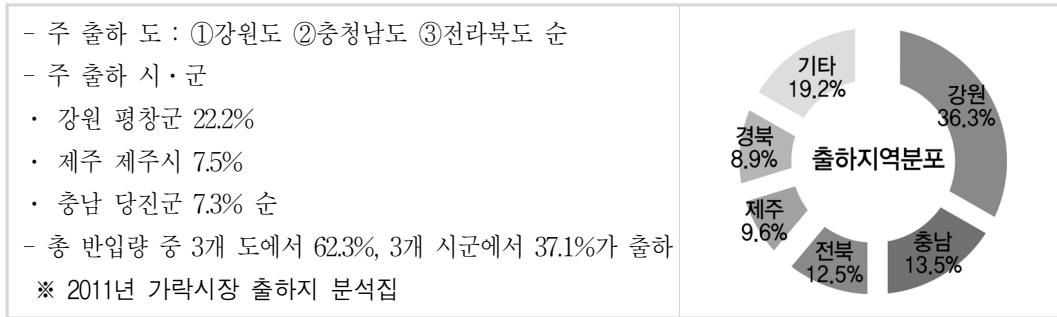 - 주 출하 도 : ①강원도 ②충청남도 ③전라북도 순
- 주 출하 시・군
・ 강원 평창군 22.2%
・ 제주 제주시 7.5%
・ 충남 당진군 7.3% 순
- 총 반입량 중 3개 도에서 62.3%, 3개 시군에서 37.1%가 출하
※ 2011년 가락시장 출하지 분석집
기타
19.2%
강원
36.3%
경북
8.9%
출하지역분포
제주
9.6%
전북
12.5%
충남
13.5%